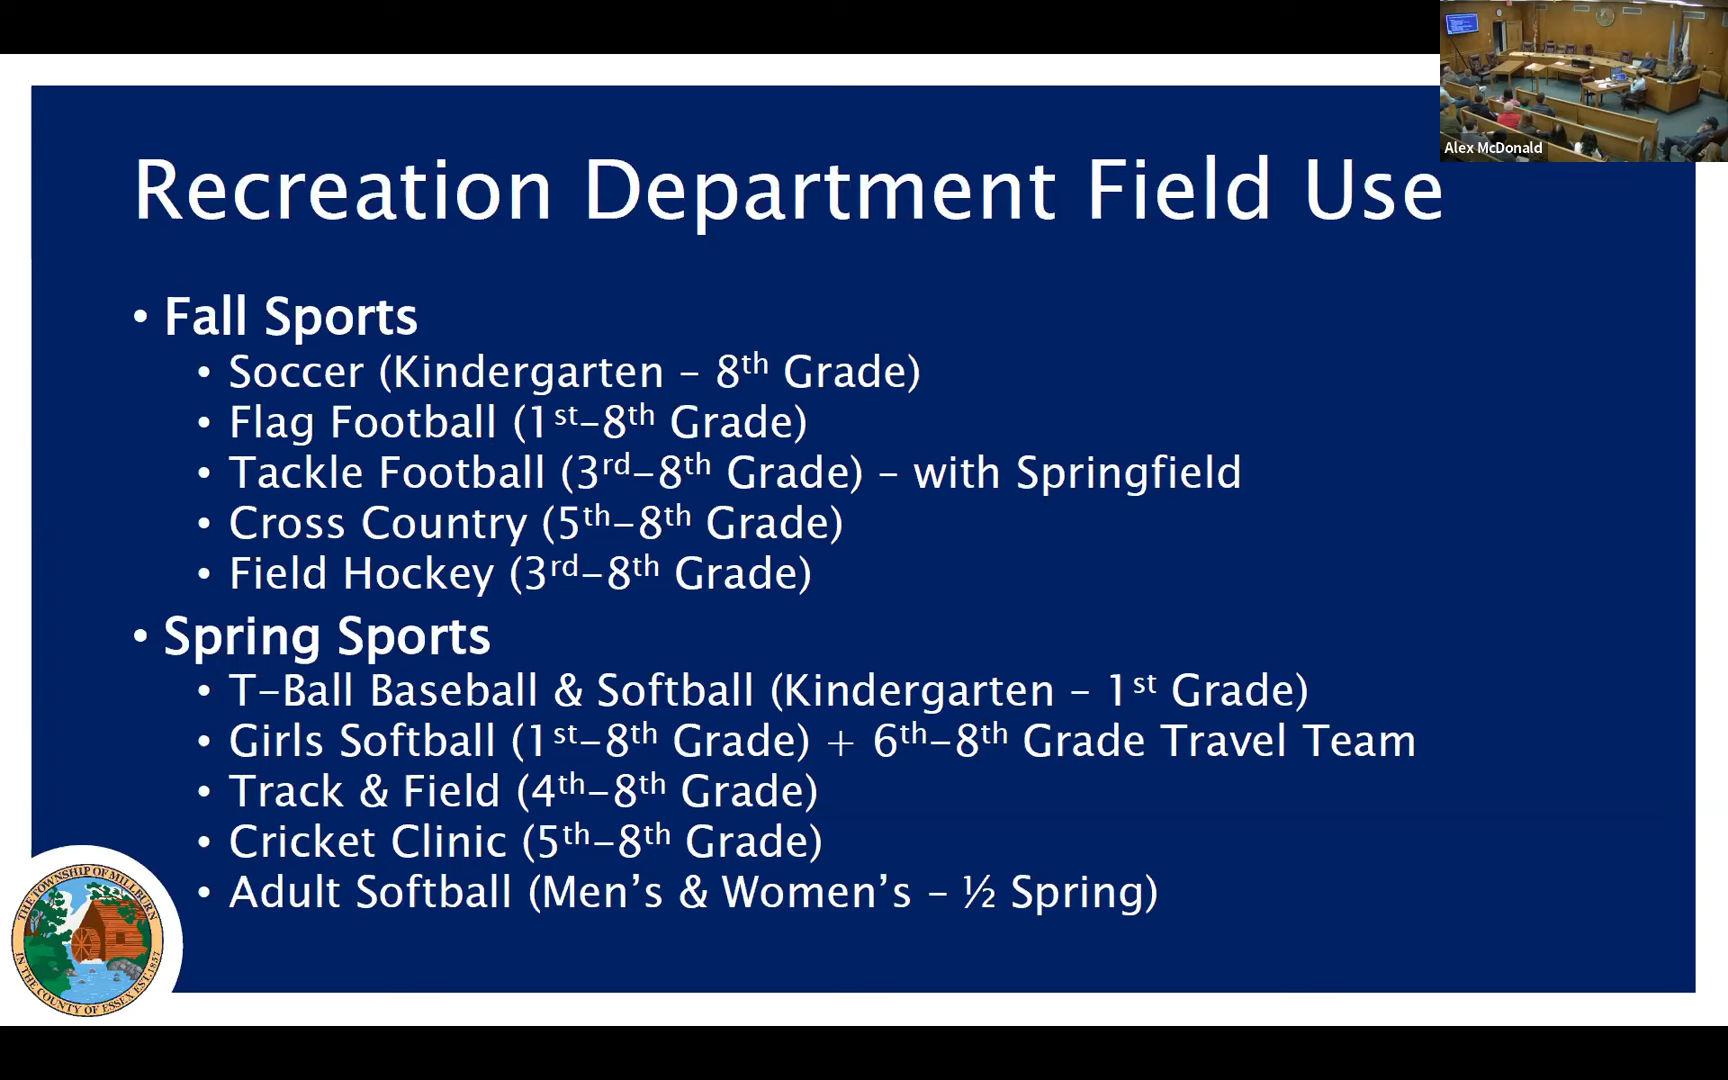 Alex McDonald
Recreation Department Field Use
• Fall Sports
• Soccer (Kindergarten – 8th Grade)
• Flag Football (1st–8th Grade)
• Tackle Football (3rd–8th Grade) – with Springfield
• Cross Country (5th–8th Grade)
• Field Hockey (3rd–8th Grade)
• Spring Sports
• T-Ball Baseball & Softball (Kindergarten – 1st Grade)
• Girls Softball (1st–8th Grade) + 6th–8th Grade Travel Team
• Track & Field (4th–8th Grade)
• Cricket Clinic (5th–8th Grade)
• Adult Softball (Men’s & Women’s – ½ Spring)
THE TOWNSHIP OF MILLBURN
IN THE COUNTY OF ESSEX EST. 1857